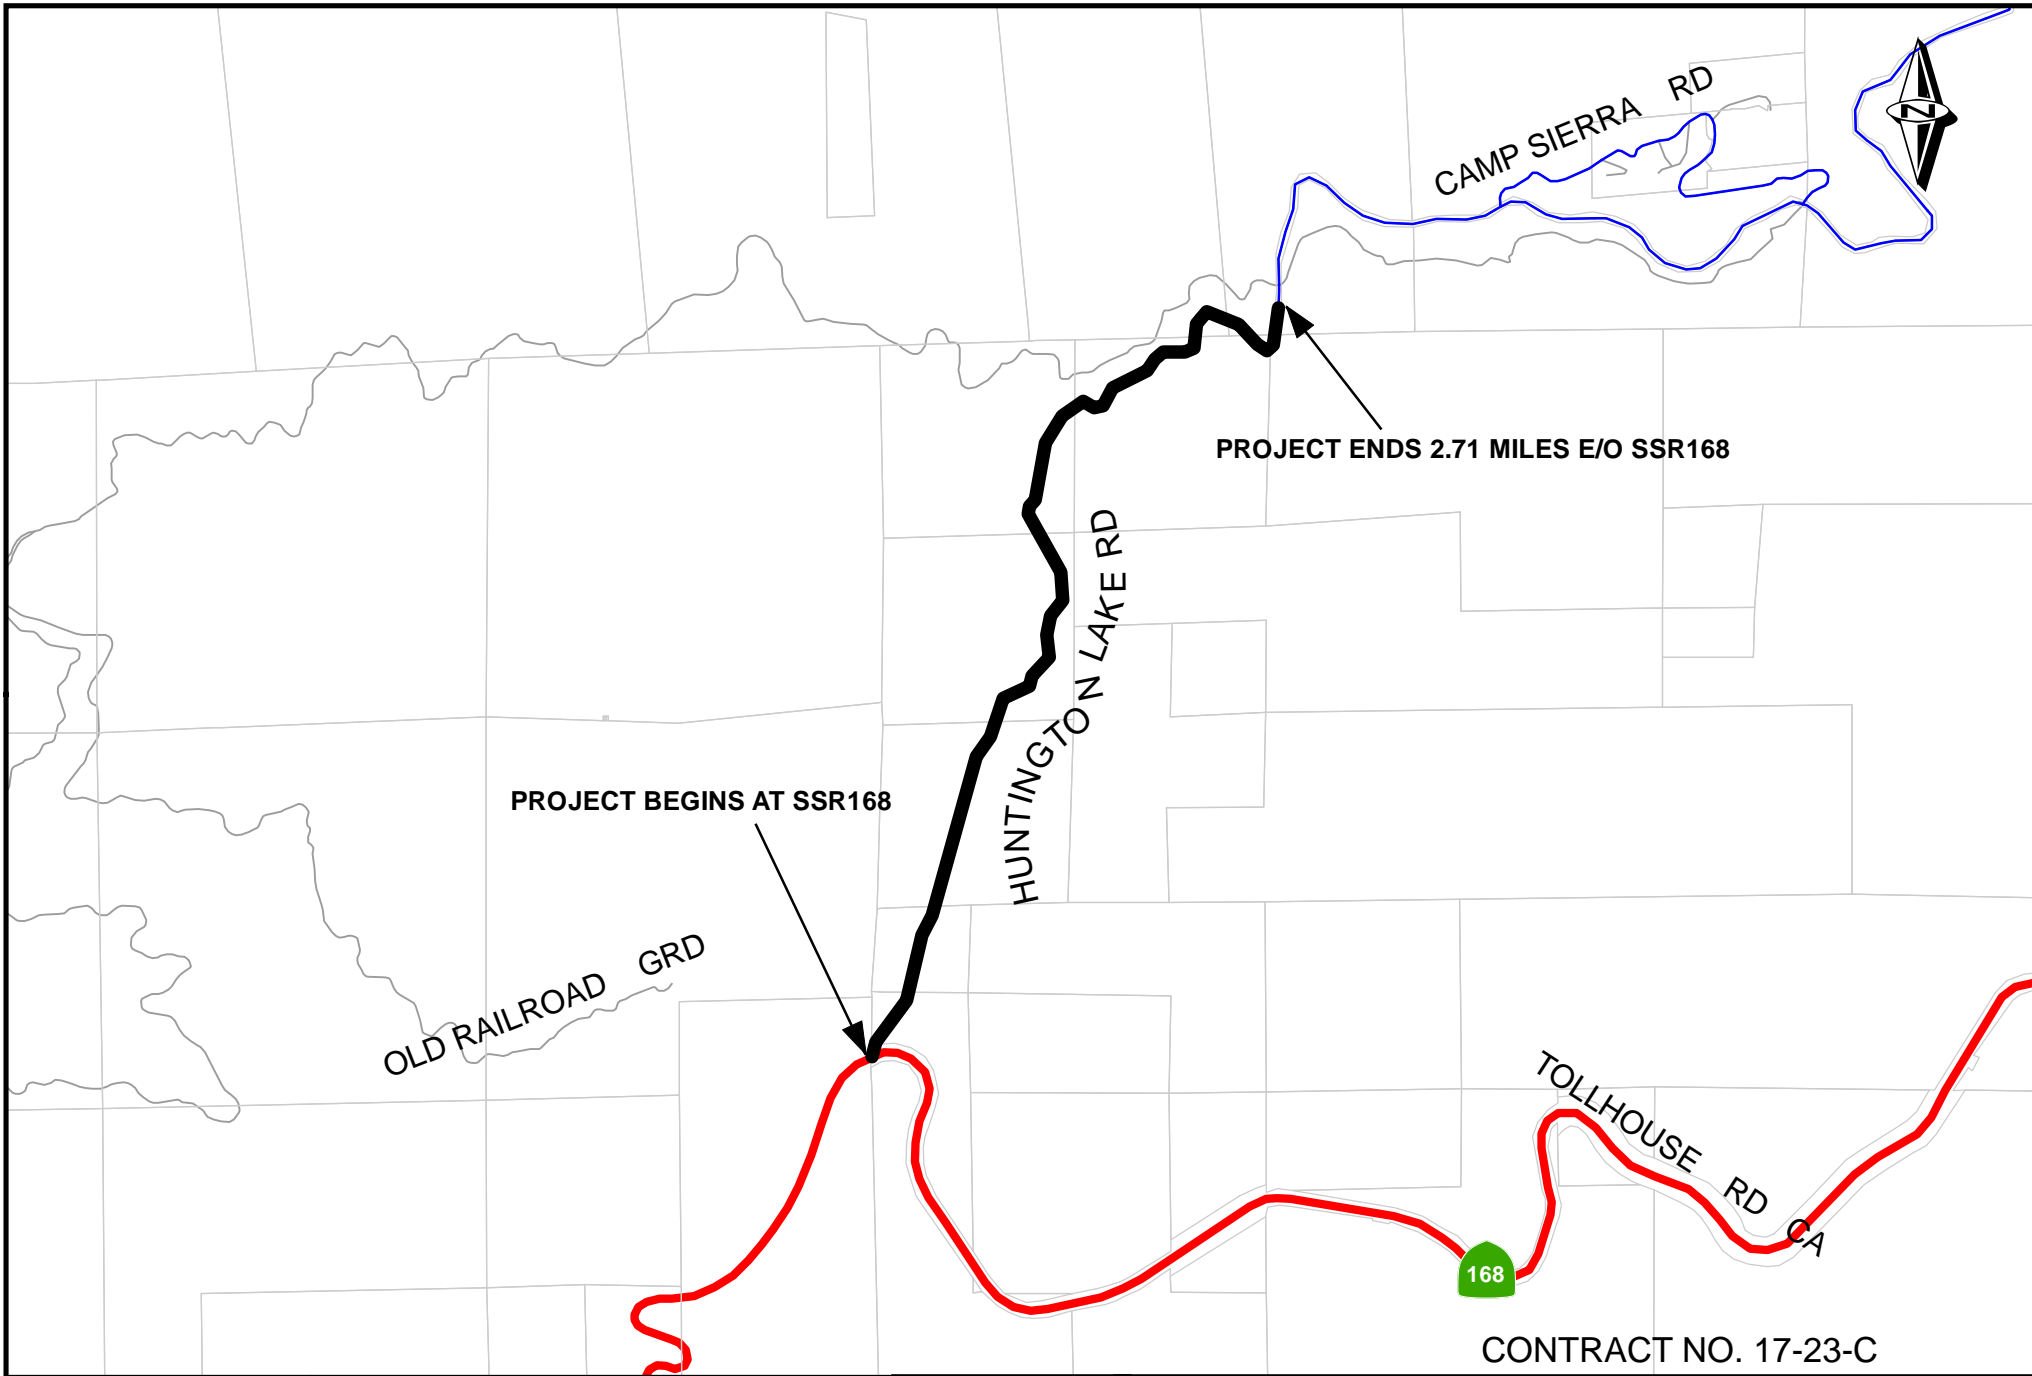 CAMP SIERRA RD
N
PROJECT ENDS 2.71 MILES E/O SSR168
HUNTINGTON LAKE RD
PROJECT BEGINS AT SSR168
OLD RAILROAD GRD
TOLLHOUSE RD CA
168
CONTRACT NO. 17-23-C